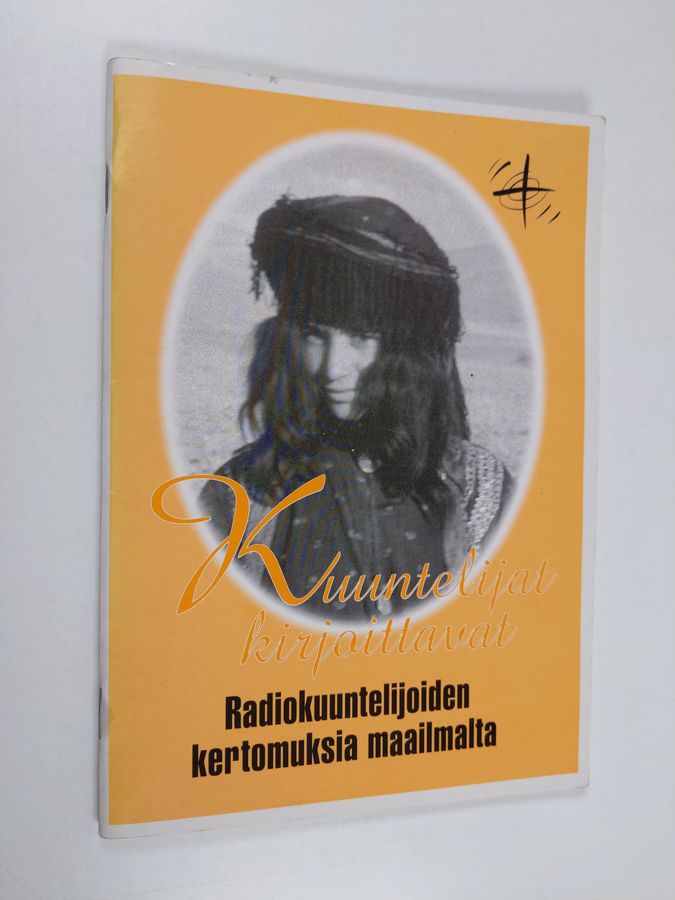 Kuuntelijat
kirjoittavat
Radiokuuntelijoiden
kertomuksia maailmalta